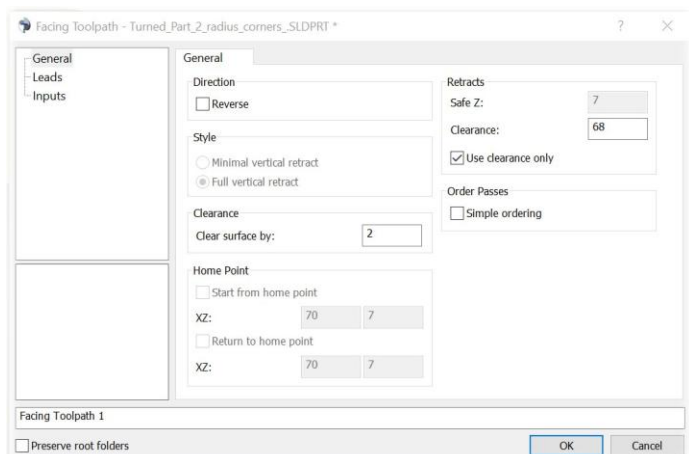 Facing Toolpath - Turned_Part_2_radius_corners_.SLDPRT *
?
General
Leads
Inputs
General
Direction
Reverse
Style
Minimal vertical retract
Full vertical retract
Clearance
Clear surface by:
2
Home Point
Start from home point
XZ:
70
7
Return to home point
XZ:
70
7
Retracts
Safe Z:
7
Clearance:
68
Use clearance only
Order Passes
Simple ordering
Facing Toolpath 1
Preserve root folders
OK
Cancel